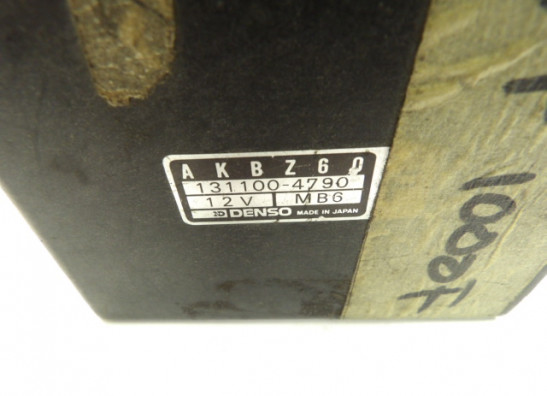 AKBZ60
131100-4790
12V MB6
DENSO MADE IN JAPAN